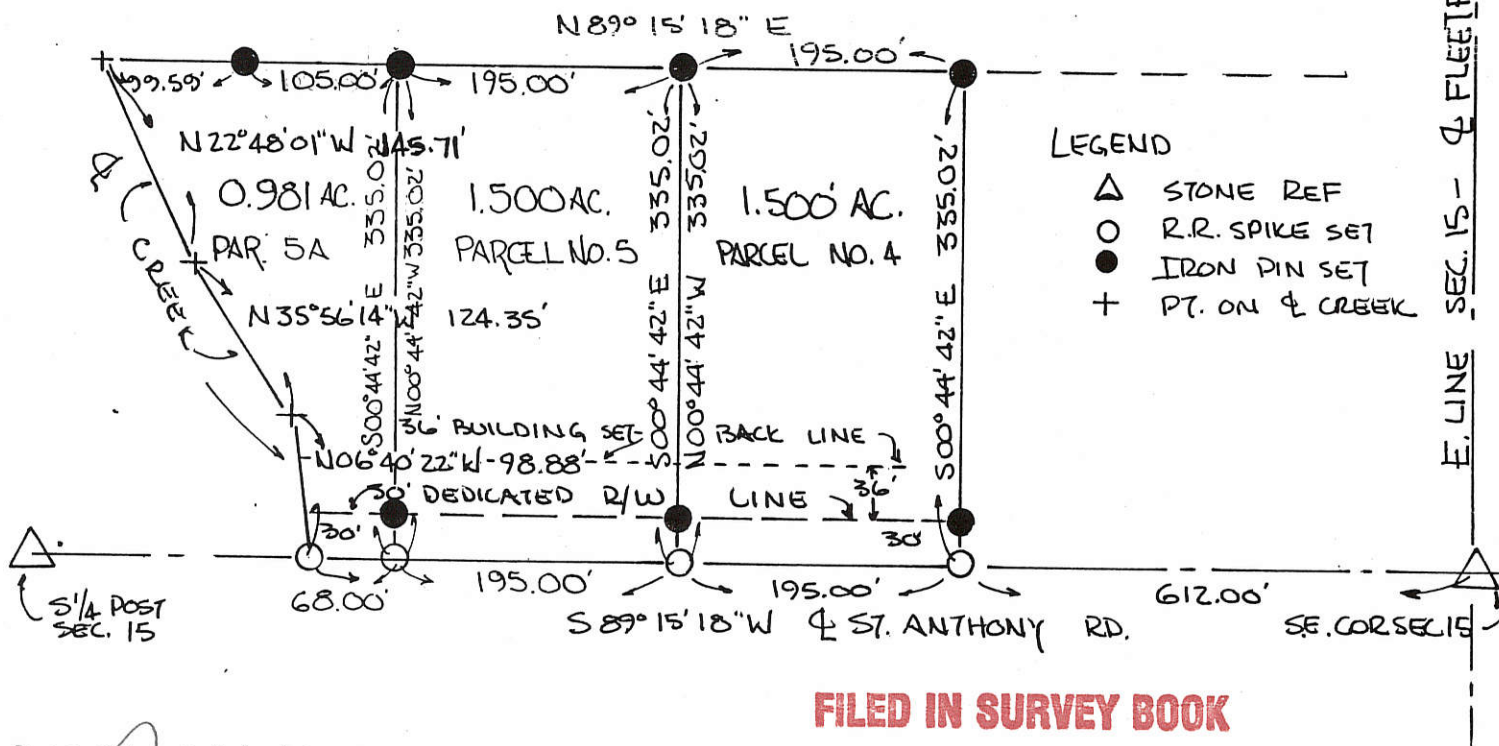 N 89° 15' 18" E
99.59' 105.00' 195.00' 195.00'
N 22° 48' 01" W 145.71'
0.981 AC.
PAR. 5A
1.500 AC.
PARCEL NO. 5
1.500 AC.
PARCEL NO. 4
℄ CREEK
N 35° 56' 14" W 124.35'
S 00° 44' 42" E 335.02'
N 00° 44' 42" W 335.02'
S 00° 44' 42" E 335.02'
N 00° 44' 42" W 335.02'
S 00° 44' 42" E 335.02'
36' BUILDING SET-BACK LINE
N 06° 40' 22" W - 98.88'
36'
30' DEDICATED R/W LINE
30' 30'
68.00' 195.00' 195.00' 612.00'
S 1/4 POST
SEC. 15
S 89° 15' 18" W ℄ ST. ANTHONY RD.
S.E. COR SEC 15
LEGEND
△ STONE REF
○ R.R. SPIKE SET
● IRON PIN SET
+ PT. ON ℄ CREEK
E. LINE SEC. 15 - ℄
FILED IN SURVEY BOOK